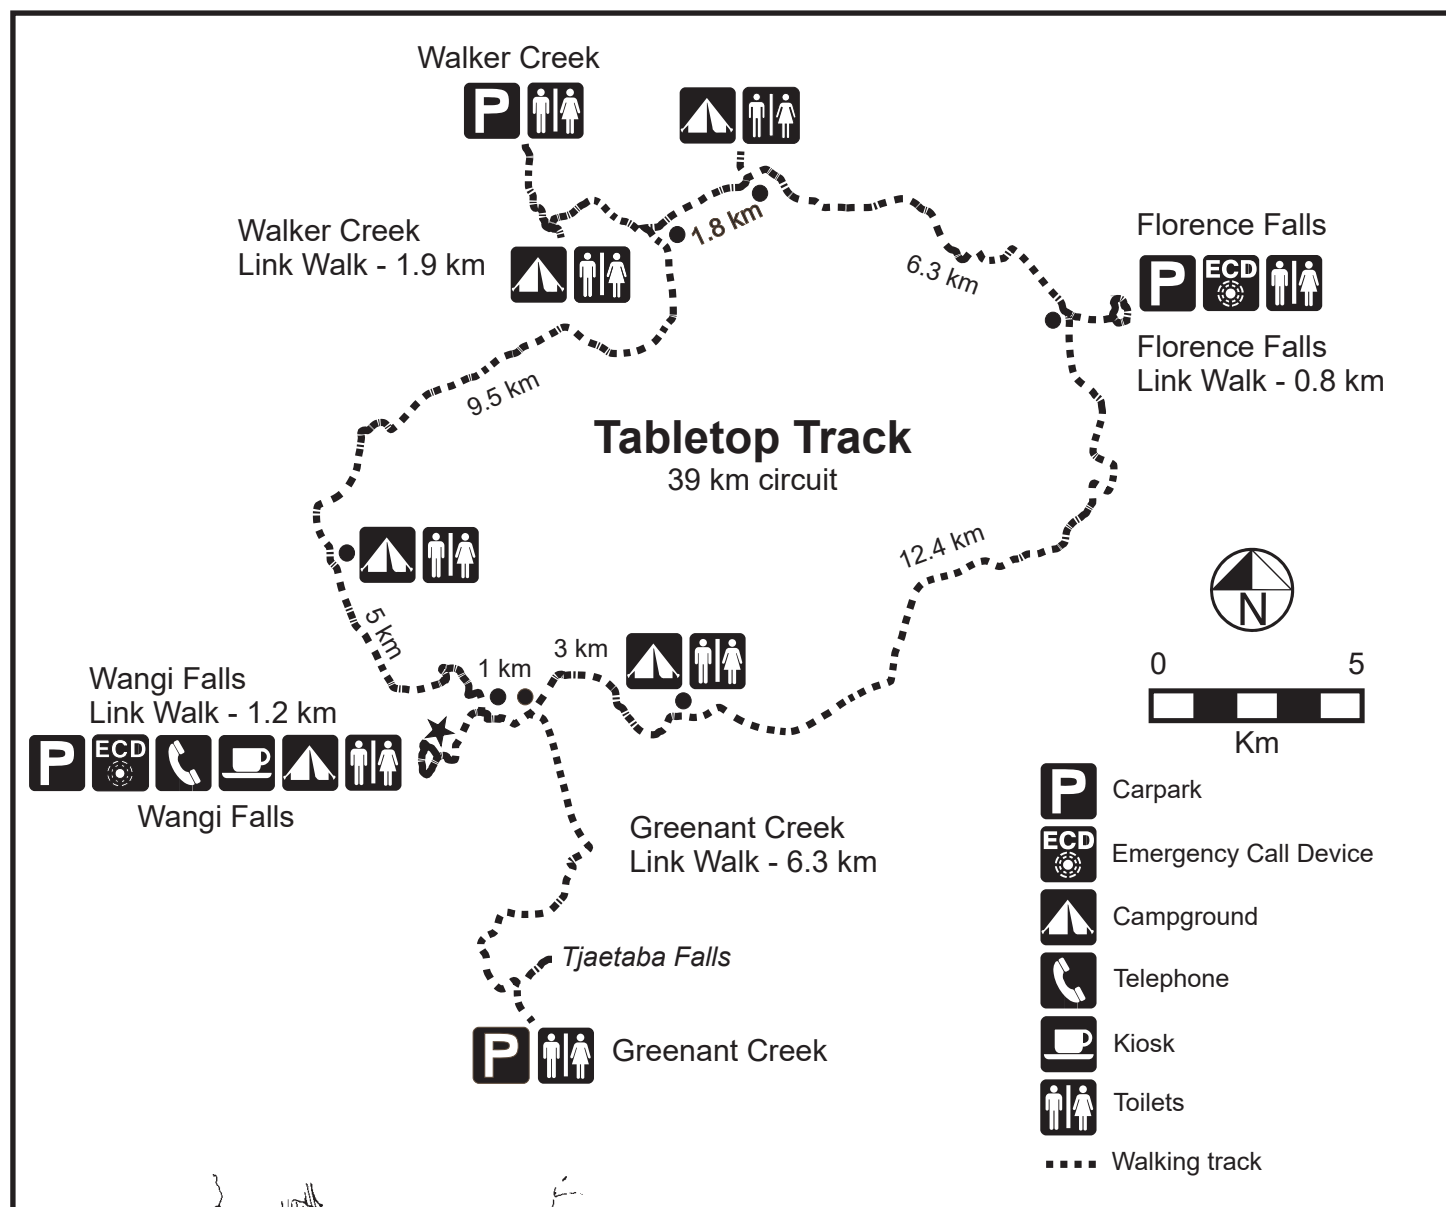 Walker Creek
P
Walker Creek
Link Walk - 1.9 km
1.8 km
6.3 km
Florence Falls
P
ECD
Florence Falls
Link Walk - 0.8 km
9.5 km
Tabletop Track
39 km circuit
12.4 km
N
5 km
1 km
3 km
0 5
Km
Wangi Falls
Link Walk - 1.2 km
P
ECD
Wangi Falls
Greenant Creek
Link Walk - 6.3 km
Tjaetaba Falls
P
Greenant Creek
P
Carpark
ECD
Emergency Call Device
Campground
Telephone
Kiosk
Toilets
Walking track